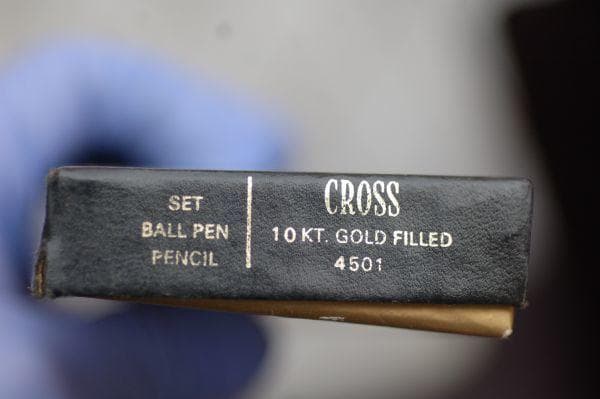 SET
BALL PEN
PENCIL
CROSS
10 KT. GOLD FILLED
4501